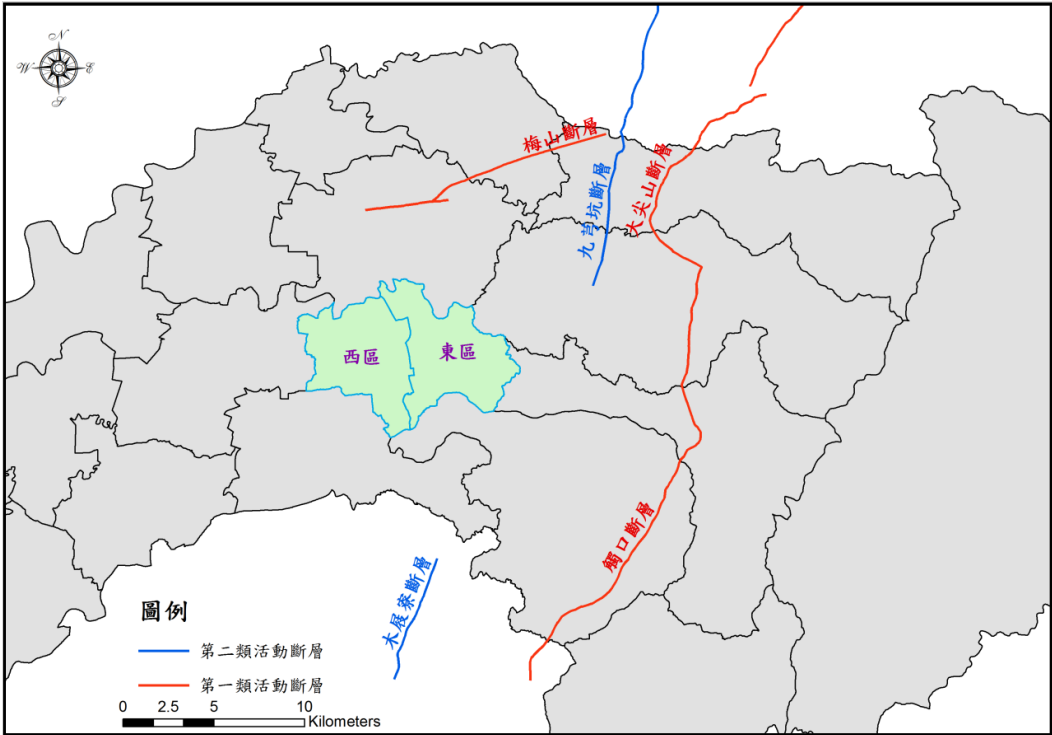 N
W
E
S
梅山斷層
大尖山斷層
九芎坑斷層
西區
東區
觸口斷層
木屐寮斷層
圖例
第二類活動斷層
第一類活動斷層
0 2.5 5 10
Kilometers